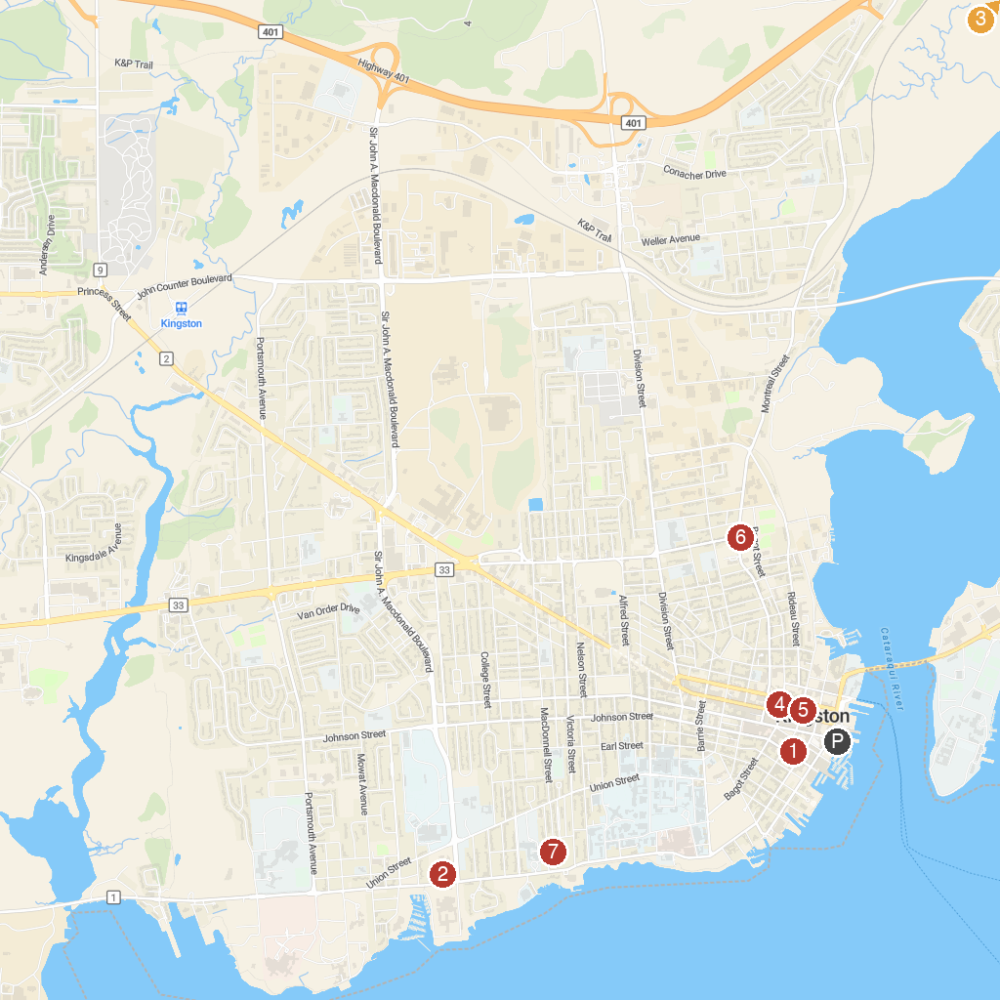 3
4
401
K&P Trail
Highway 401
401
Sir John A. Macdonald Boulevard
Conacher Drive
K&P Trail
Weller Avenue
Andersen Drive
9
John Counter Boulevard
Princess Street
Kingston
2
Portsmouth Avenue
Sir John A. Macdonald Boulevard
Division Street
Montreal Street
6
Kingsdale Avenue
33
33
Sir John A. Macdonald Boulevard
Van Order Drive
Alfred Street
Division Street
Rideau Street
Cataraqui River
College Street
Nelson Street
4
5
Kingston
P
1
Johnson Street
Johnson Street
MacDonnell Street
Victoria Street
Barrie Street
Earl Street
Mowat Avenue
Bagot Street
Union Street
Portsmouth Avenue
7
Union Street
2
1